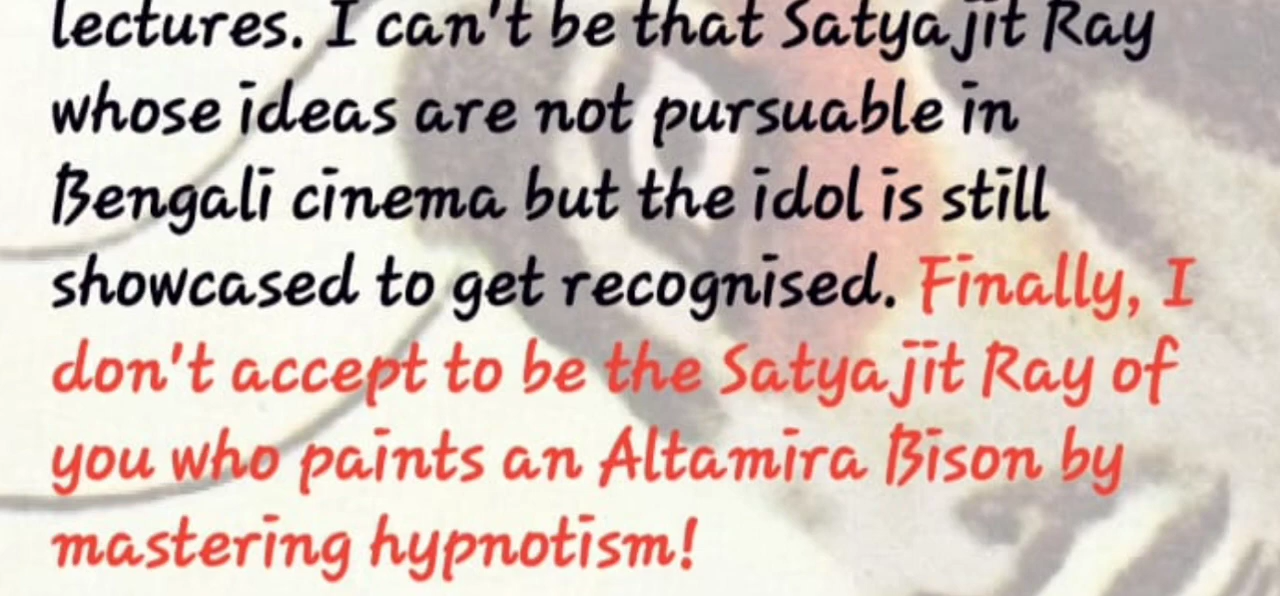 lectures. I can't be that Satyajit Ray
whose ideas are not pursuable in
Bengali cinema but the idol is still
showcased to get recognised. Finally, I
don't accept to be the Satyajit Ray of
you who paints an Altamira Bison by
mastering hypnotism!